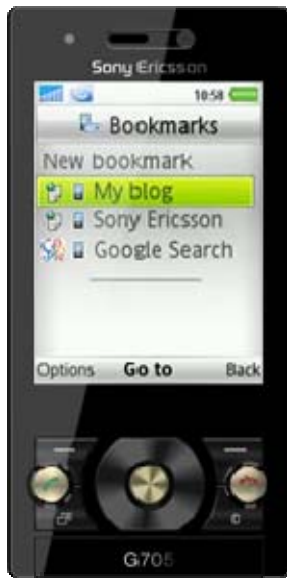 Sony Ericsson
10:58
Bookmarks
New bookmark
My blog
Sony Ericsson
Google Search
Options Go to Back
G705